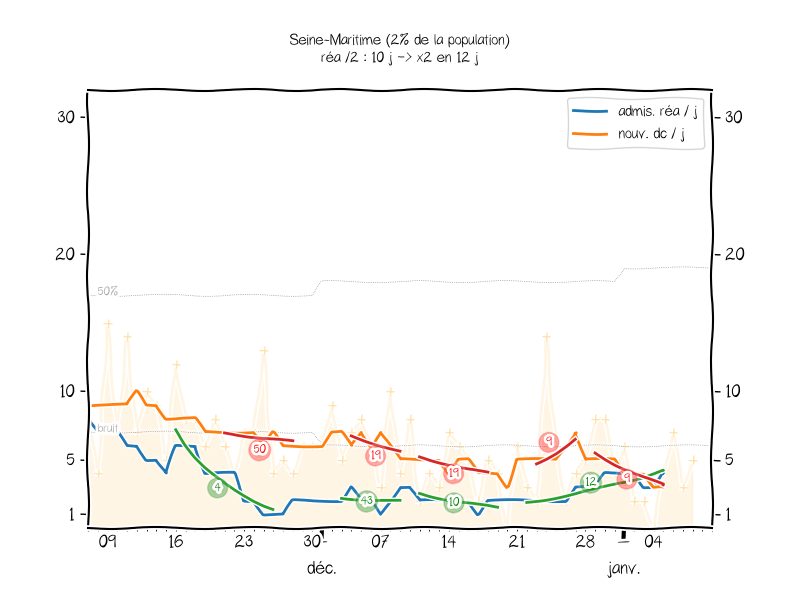 Seine-Maritime (2% de la population)
réa /2 : 10 j -> x2 en 12 j
admis. réa / j
nouv. dc / j
30 30
20 20
50%
10 10
bruit
5 5
1 1
50 19 19 9 9
4 43 10 12
09 16 23 30 07 14 21 28 04
déc. janv.